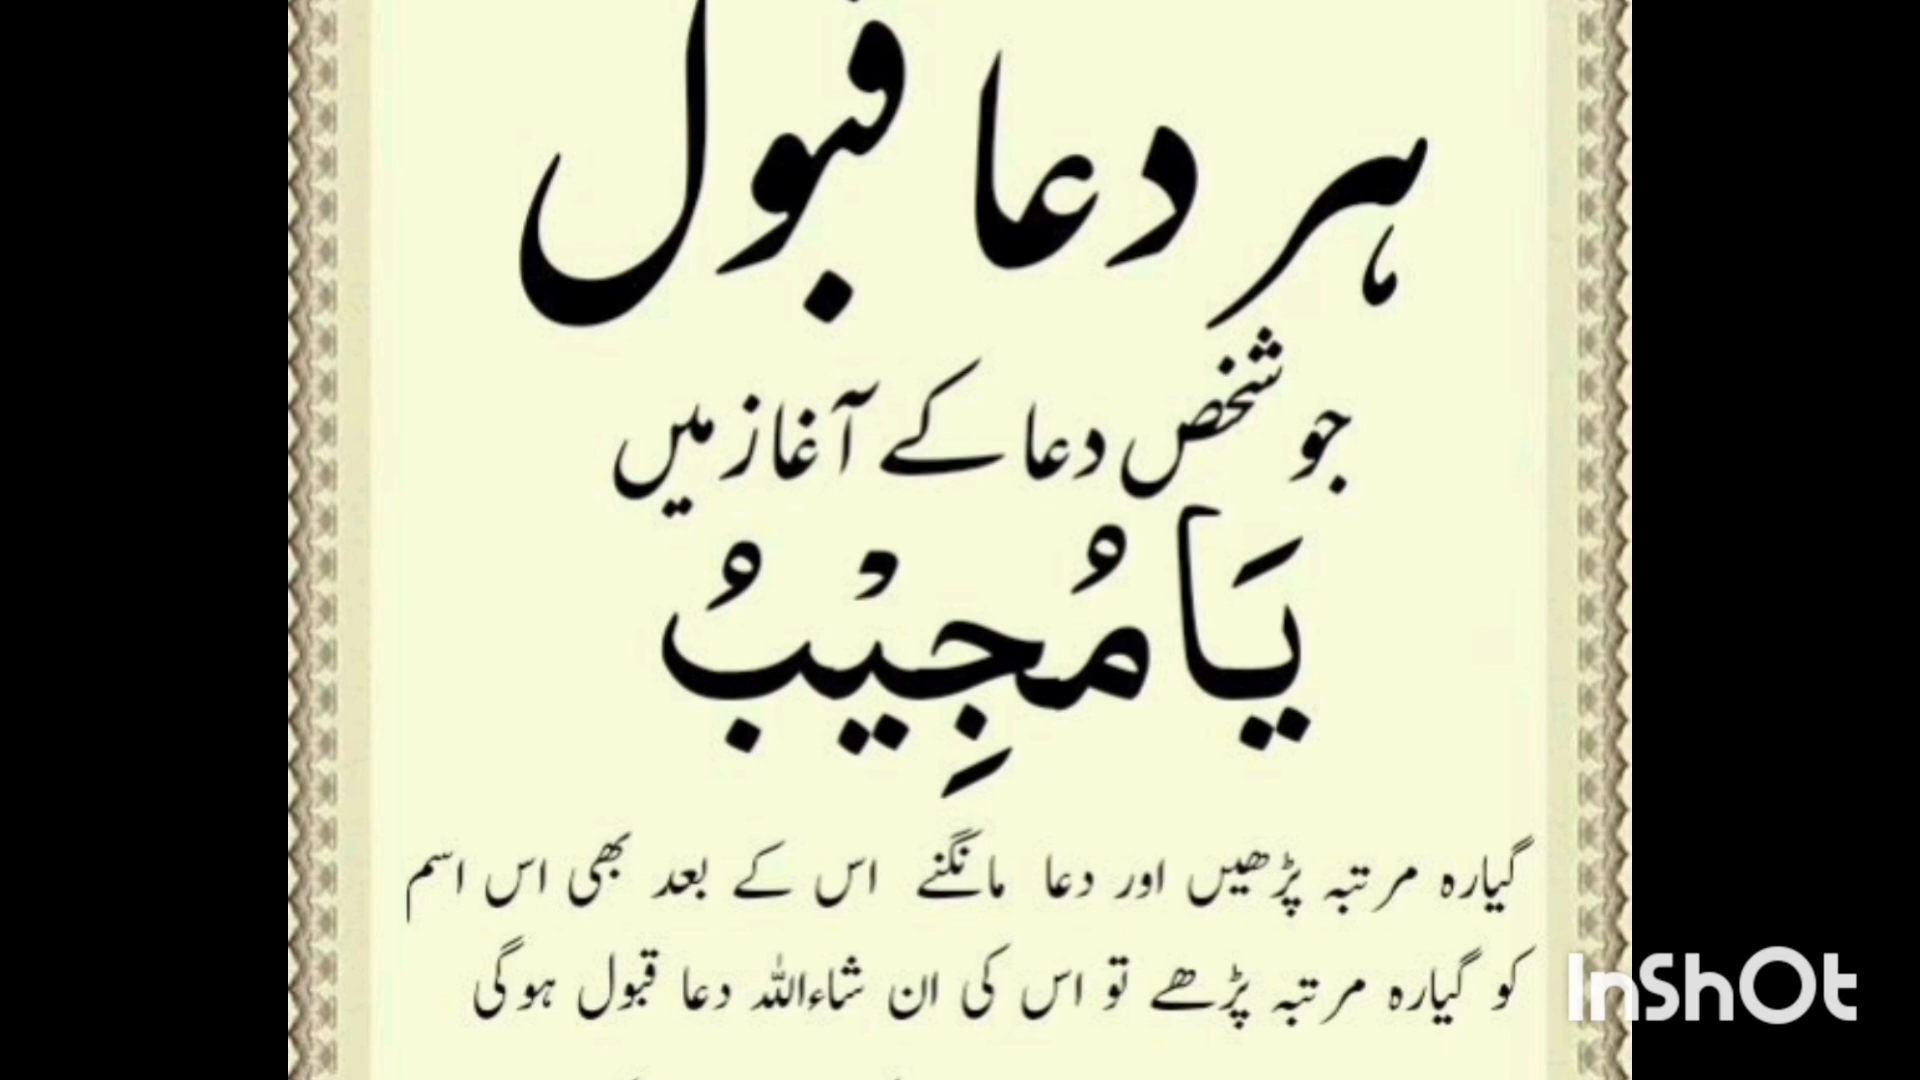 ہر دعا قبول
جو شخص دعا کے آغاز میں
یَا مُجِیْبُ
گیارہ مرتبہ پڑھیں اور دعا مانگنے اس کے بعد بھی اس اسم
کو گیارہ مرتبہ پڑھے تو اس کی ان شاءاللہ دعا قبول ہوگی
InShOt